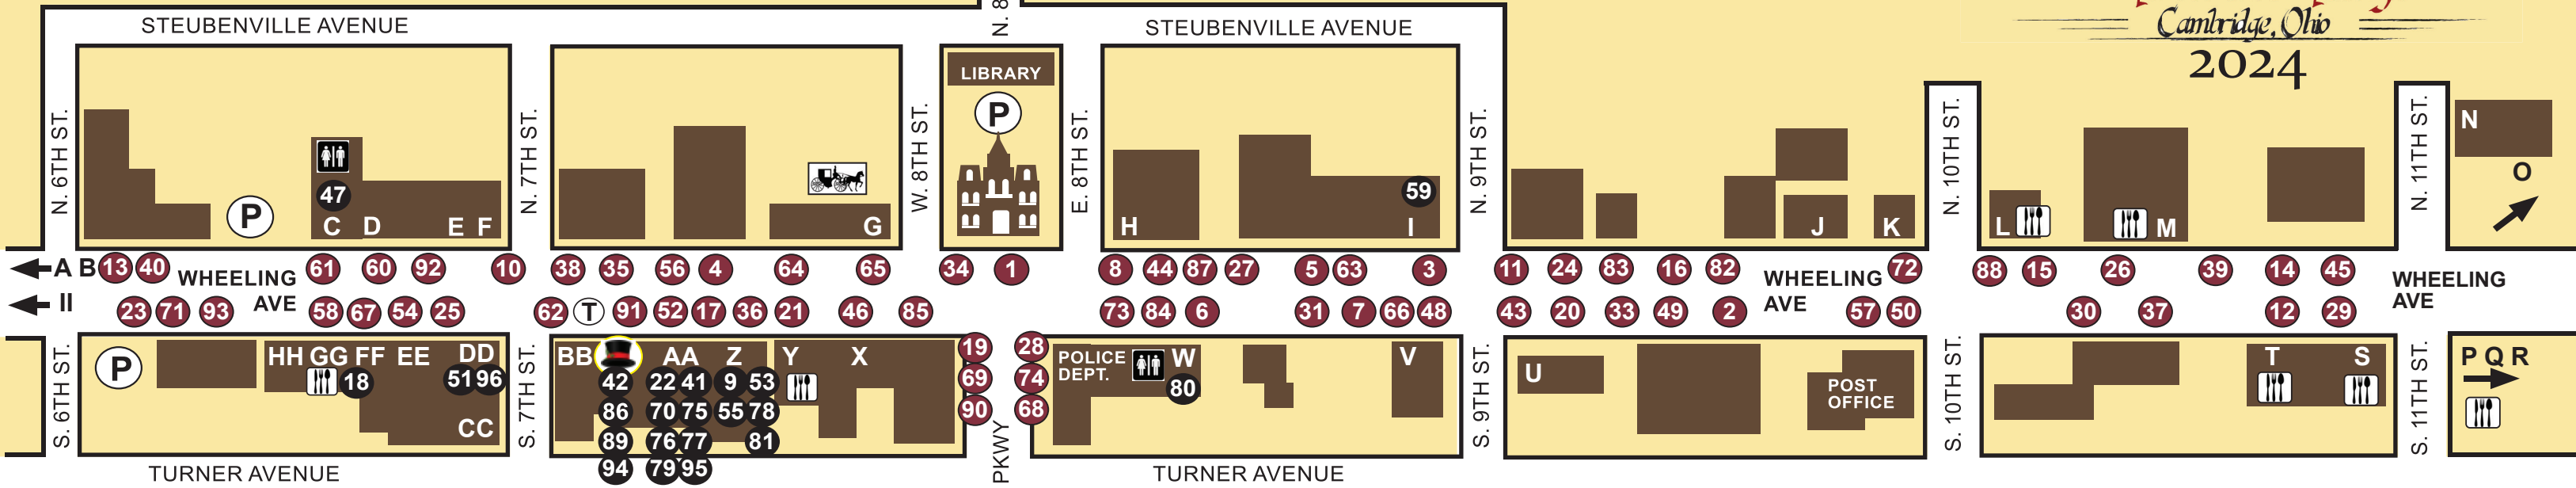 Cambridge, Ohio
2024
STEUBENVILLE AVENUE
N. 8
STEUBENVILLE AVENUE
N. 6TH ST.
P
47
C D E F
N. 7TH ST.
G
W. 8TH ST.
LIBRARY
P
E. 8TH ST.
H
59
I
N. 9TH ST.
J K
N. 10TH ST.
L M
N. 11TH ST.
N
O
A B 13 40 WHEELING 61 60 92 10 38 35 56 4 64 65 34 1 8 44 87 27 5 63 3 11 24 83 16 82 WHEELING 72 88 15 26 39 14 45 WHEELING
II 23 71 93 AVE 58 67 54 25 62 T 91 52 17 36 21 46 85 73 84 6 31 7 66 48 43 20 33 49 2 AVE 57 50 30 37 12 29 AVE
S. 6TH ST.
P
HH GG FF EE DD
18 51 96
CC
S. 7TH ST.
BB AA Z Y X
42 22 41 9 53
86 70 75 55 78
89 76 77 81
94 79 95
19
69
90
PKWY
28
74
68
POLICE
DEPT.
W
80
V
S. 9TH ST.
U
POST
OFFICE
S. 10TH ST.
T S
S. 11TH ST.
P Q R
TURNER AVENUE
TURNER AVENUE